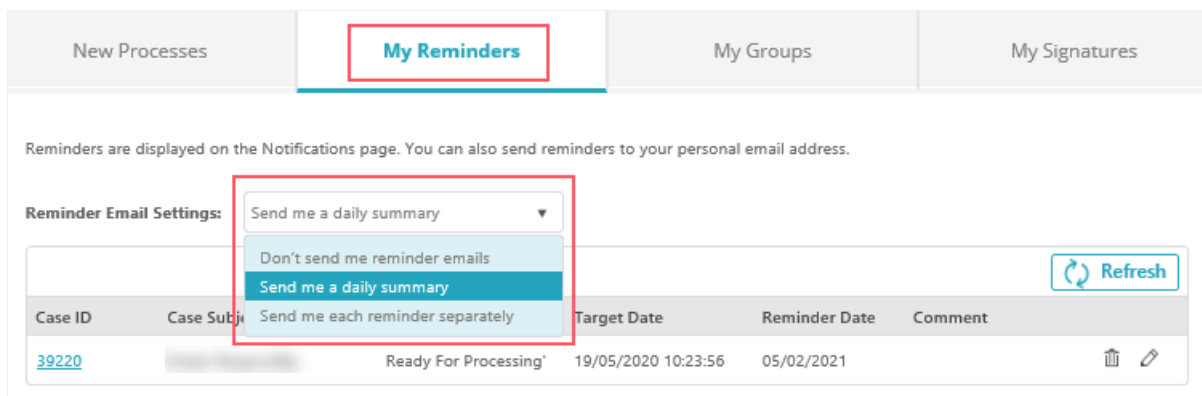 New Processes My Reminders My Groups My Signatures
Reminders are displayed on the Notifications page. You can also send reminders to your personal email address.
Reminder Email Settings: Send me a daily summary
Don't send me reminder emails
Send me a daily summary
Refresh
Send me each reminder separately
Case ID Case Subj Target Date Reminder Date Comment
39220 Ready For Processing' 19/05/2020 10:23:56 05/02/2021